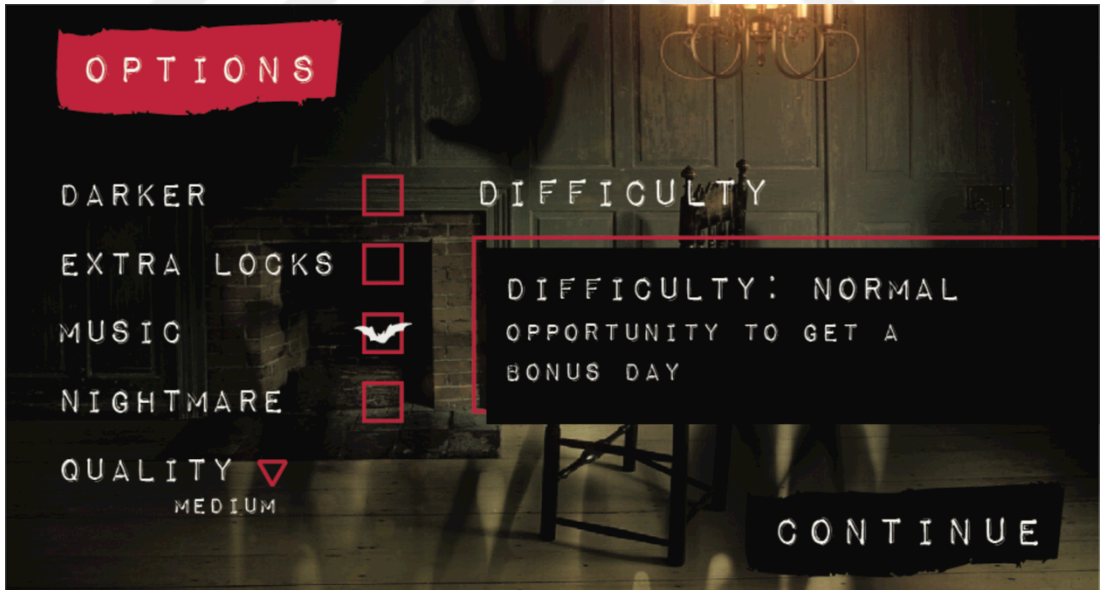 OPTIONS
DARKER
EXTRA LOCKS
MUSIC
NIGHTMARE
QUALITY
MEDIUM
DIFFICULTY
DIFFICULTY: NORMAL
OPPORTUNITY TO GET A
BONUS DAY
CONTINUE